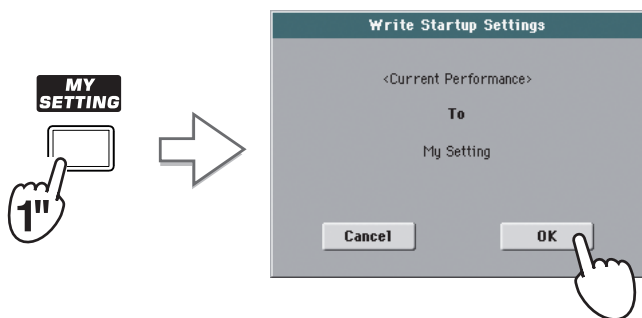 MY
SETTING
1"
Write Startup Settings
<Current Performance>
To
My Setting
Cancel
OK